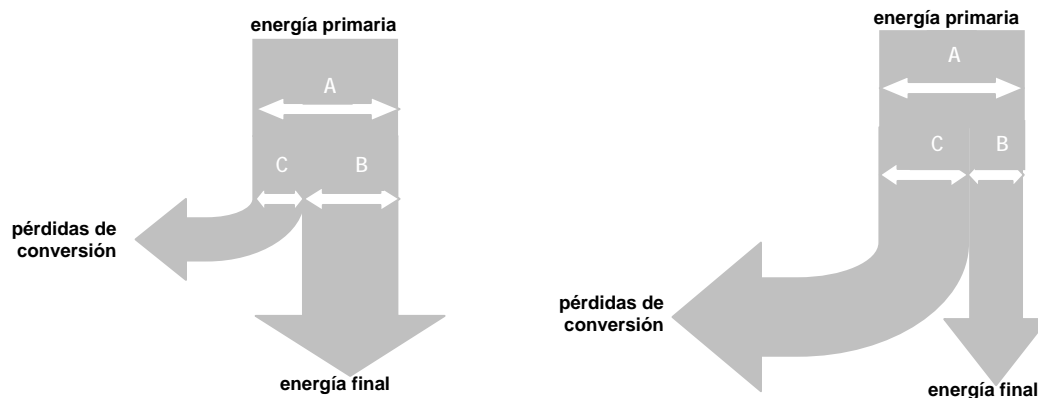 energía primaria
A
C B
pérdidas de
conversión
energía final
energía primaria
A
C B
pérdidas de
conversión
energía final